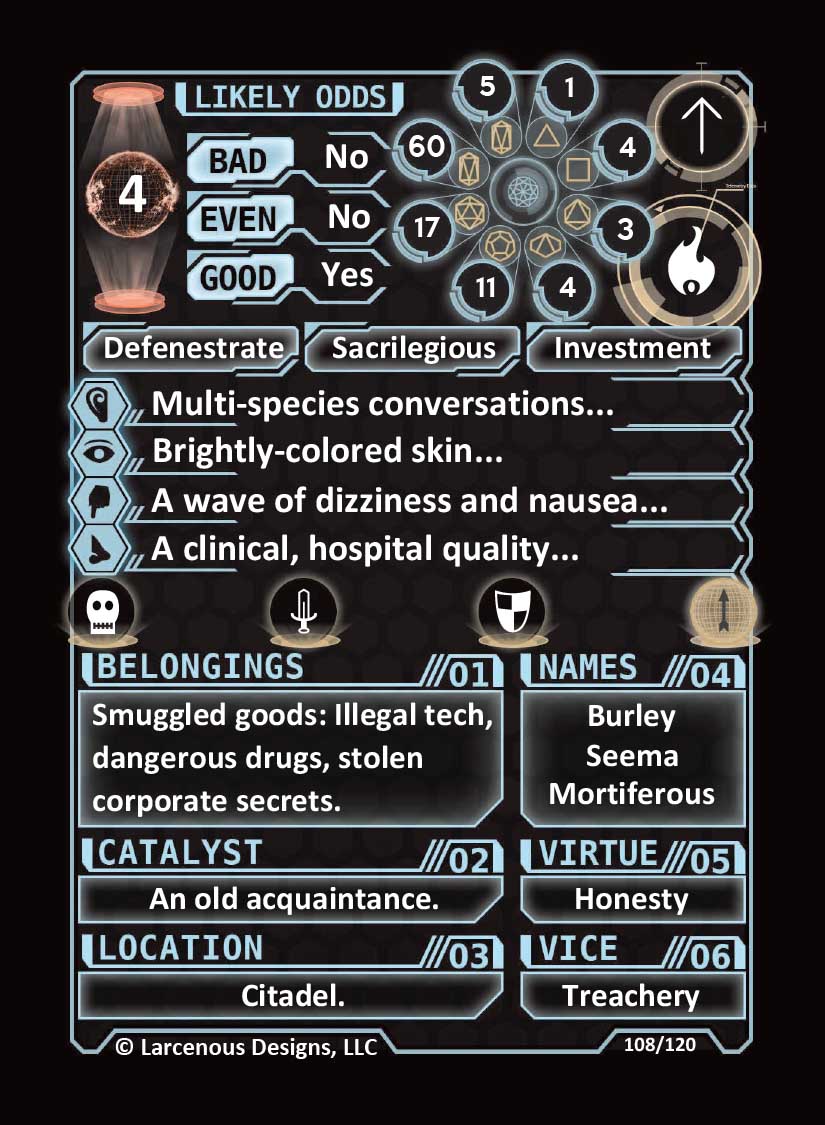 LIKELY ODDS
4
BAD No
EVEN No
GOOD Yes
5
1
60
4
17
3
11
4
Defenestrate Sacrilegious Investment
Multi-species conversations...
Brightly-colored skin...
A wave of dizziness and nausea...
A clinical, hospital quality...
BELONGINGS ///01
Smuggled goods: Illegal tech,
dangerous drugs, stolen
corporate secrets.
NAMES ///04
Burley
Seema
Mortiferous
CATALYST ///02
An old acquaintance.
VIRTUE ///05
Honesty
LOCATION ///03
Citadel.
VICE ///06
Treachery
© Larcenous Designs, LLC
108/120